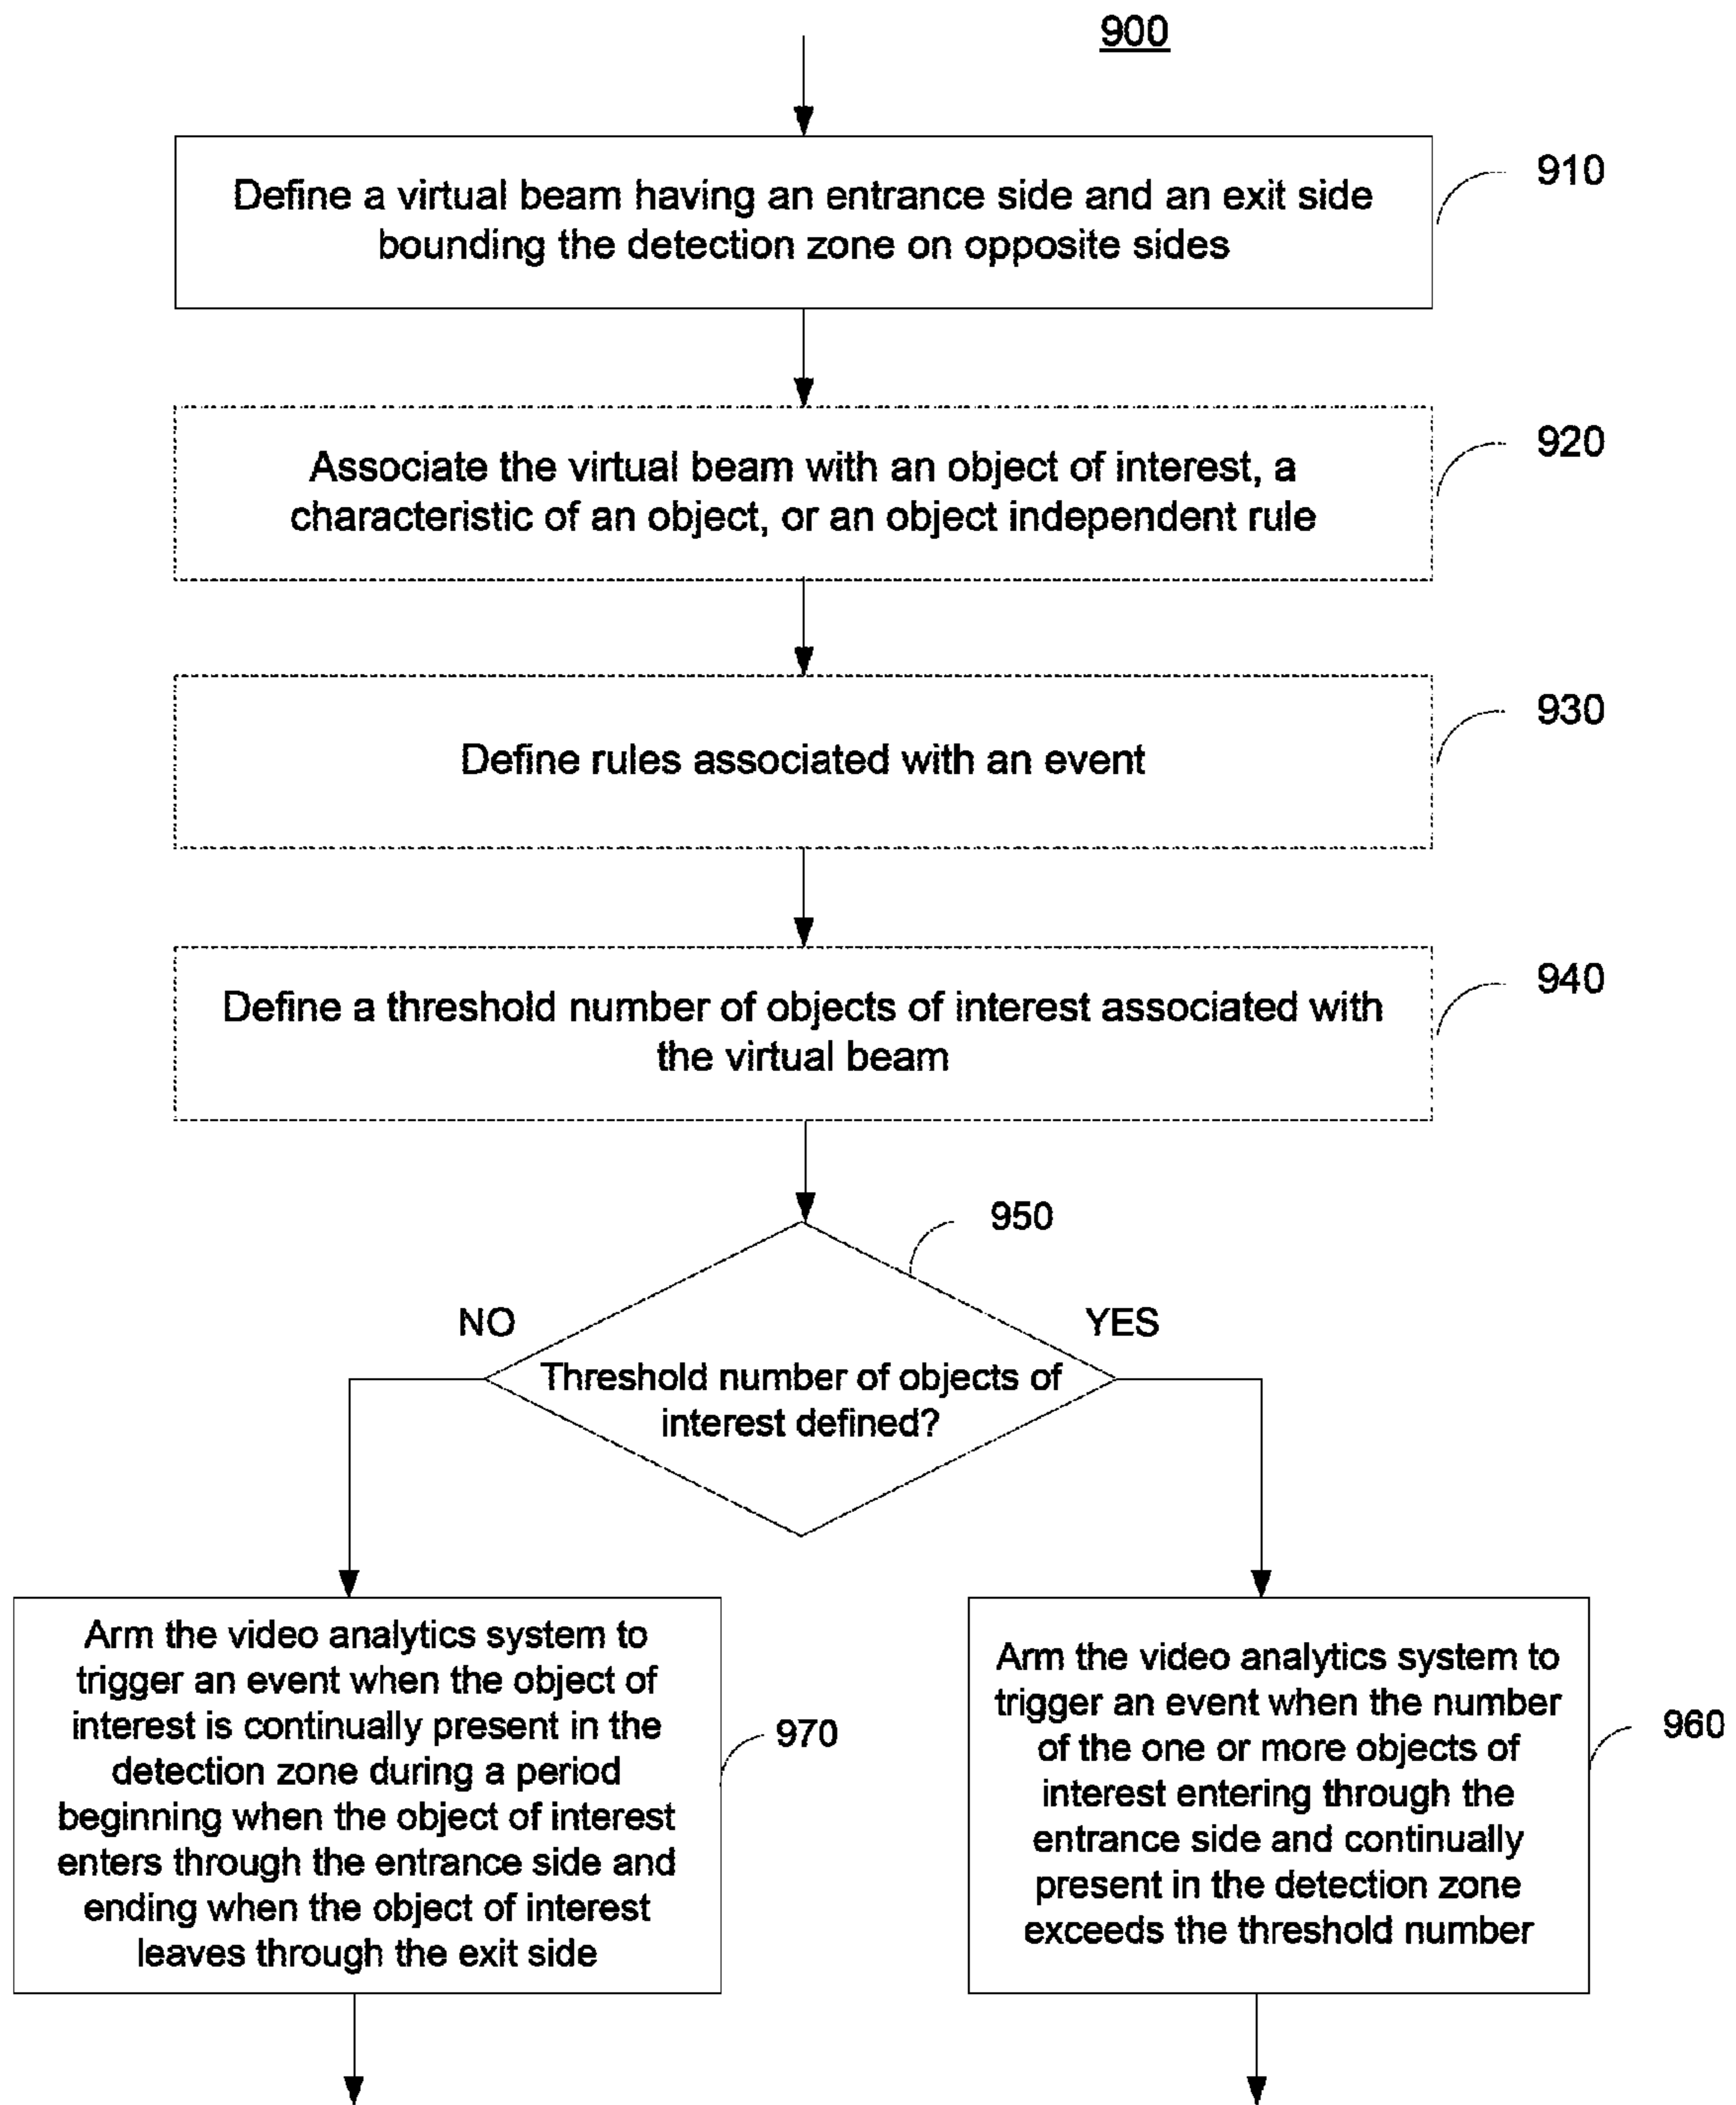 900
Define a virtual beam having an entrance side and an exit side
bounding the detection zone on opposite sides
910
Associate the virtual beam with an object of interest, a
characteristic of an object, or an object independent rule
920
Define rules associated with an event
930
Define a threshold number of objects of interest associated with
the virtual beam
940
950
NO
YES
Threshold number of objects of
interest defined?
Arm the video analytics system to
trigger an event when the object of
interest is continually present in the
detection zone during a period
beginning when the object of interest
enters through the entrance side and
ending when the object of interest
leaves through the exit side
970
Arm the video analytics system to
trigger an event when the number
of the one or more objects of
interest entering through the
entrance side and continually
present in the detection zone
exceeds the threshold number
960